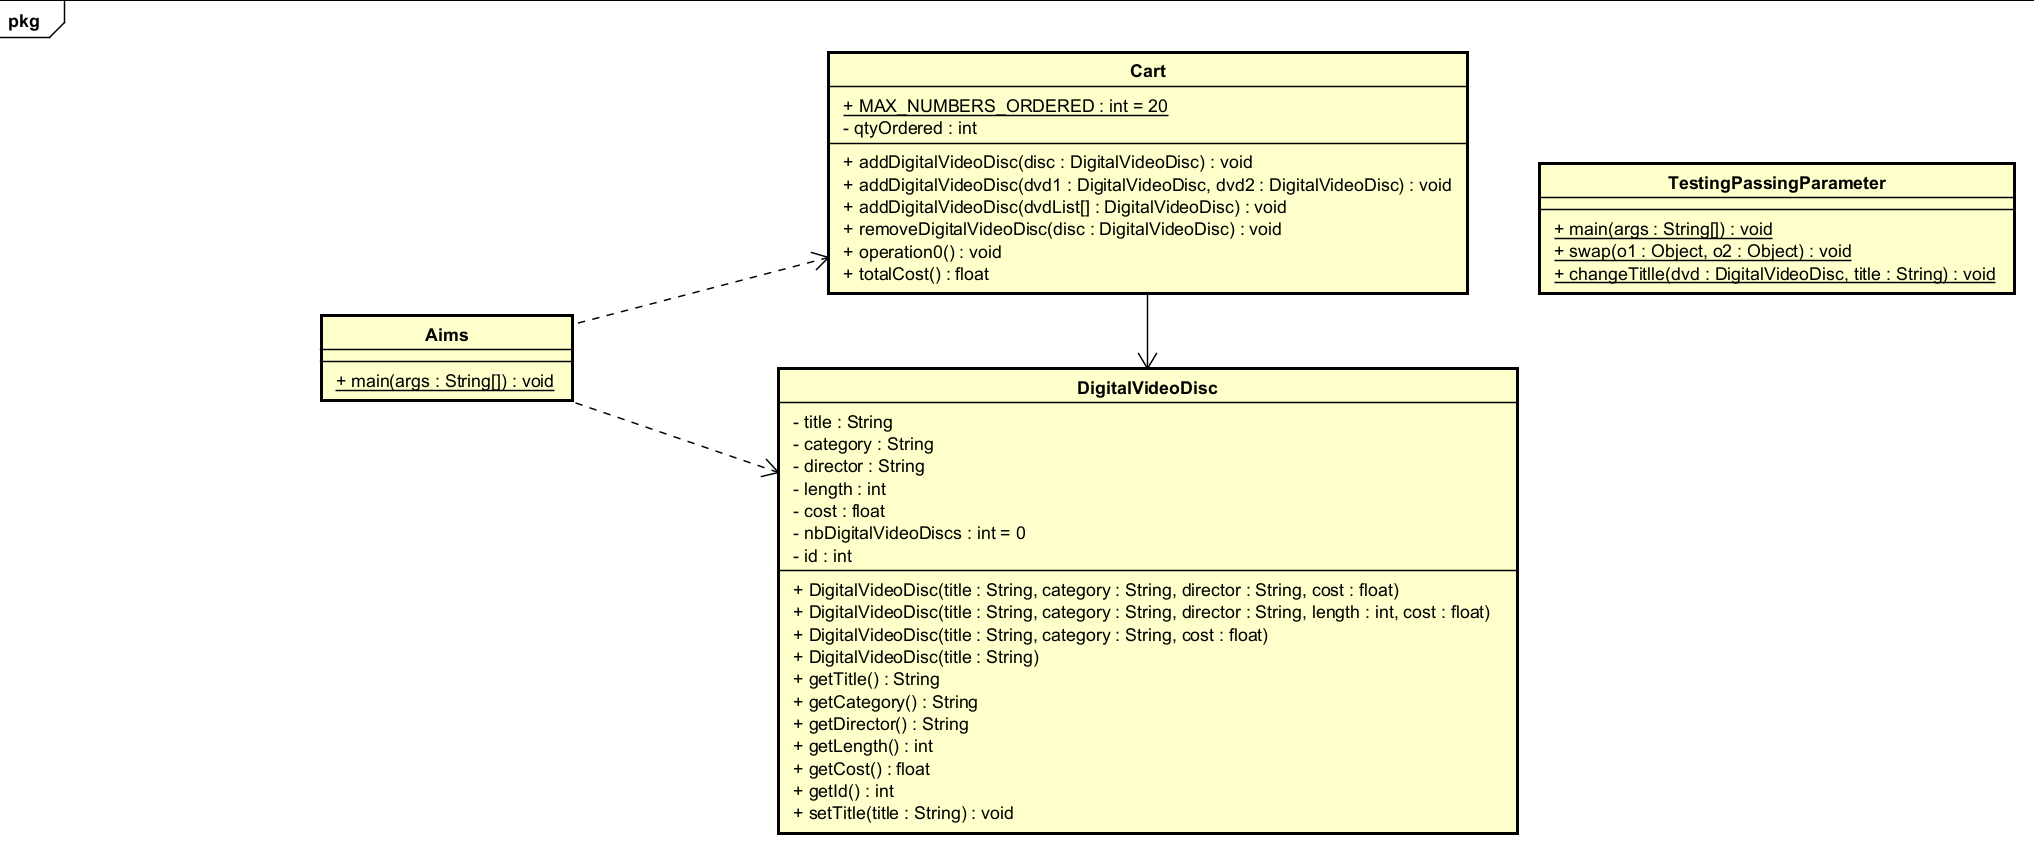 pkg
Cart
+ MAX_NUMBERS_ORDERED : int = 20
- qtyOrdered : int
+ addDigitalVideoDisc(disc : DigitalVideoDisc) : void
+ addDigitalVideoDisc(dvd1 : DigitalVideoDisc, dvd2 : DigitalVideoDisc) : void
+ addDigitalVideoDisc(dvdList[] : DigitalVideoDisc) : void
+ removeDigitalVideoDisc(disc : DigitalVideoDisc) : void
+ operation0() : void
+ totalCost() : float
TestingPassingParameter
+ main(args : String[]) : void
+ swap(o1 : Object, o2 : Object) : void
+ changeTitlle(dvd : DigitalVideoDisc, title : String) : void
Aims
+ main(args : String[]) : void
DigitalVideoDisc
- title : String
- category : String
- director : String
- length : int
- cost : float
- nbDigitalVideoDiscs : int = 0
- id : int
+ DigitalVideoDisc(title : String, category : String, director : String, cost : float)
+ DigitalVideoDisc(title : String, category : String, director : String, length : int, cost : float)
+ DigitalVideoDisc(title : String, category : String, cost : float)
+ DigitalVideoDisc(title : String)
+ getTitle() : String
+ getCategory() : String
+ getDirector() : String
+ getLength() : int
+ getCost() : float
+ getId() : int
+ setTitle(title : String) : void